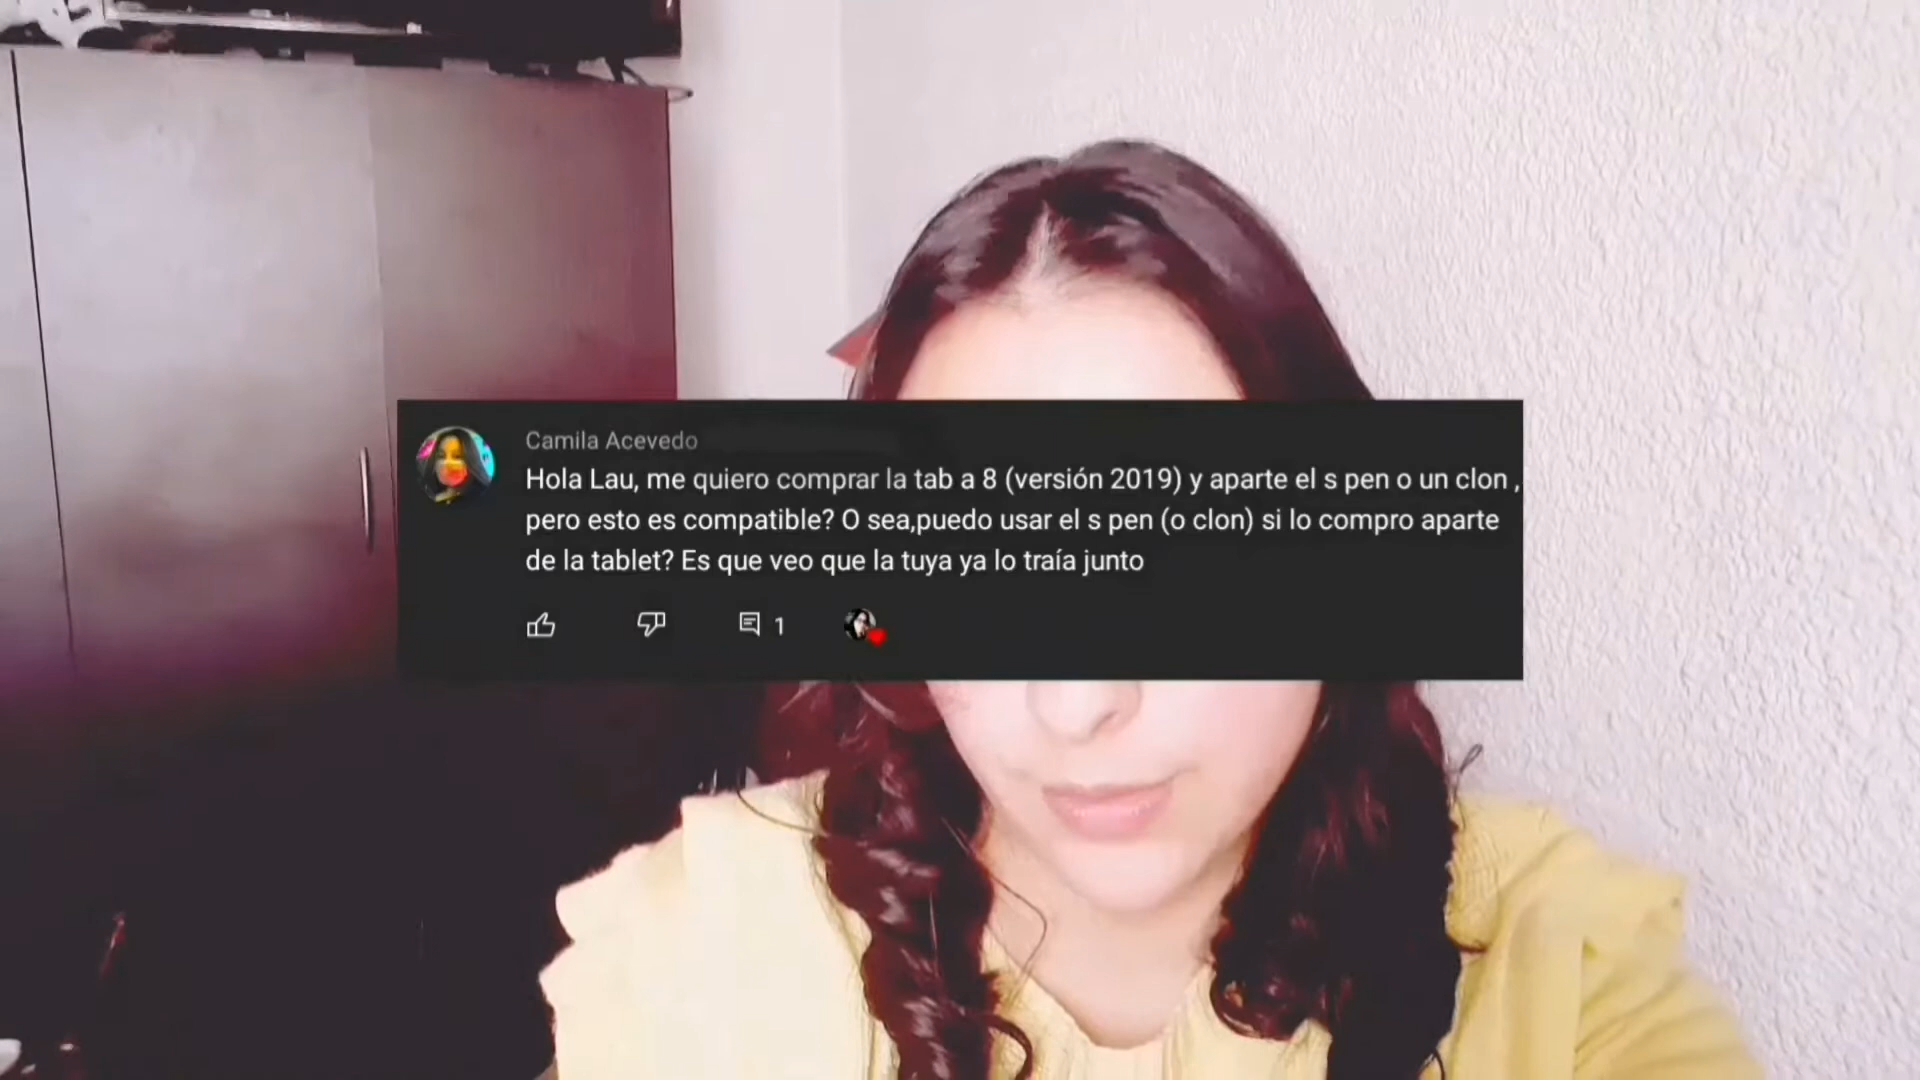 Camila Acevedo
Hola Lau, me quiero comprar la tab a 8 (versión 2019) y aparte el s pen o un clon ,
pero esto es compatible? O sea,puedo usar el s pen (o clon) si lo compro aparte
de la tablet? Es que veo que la tuya ya lo traía junto
1